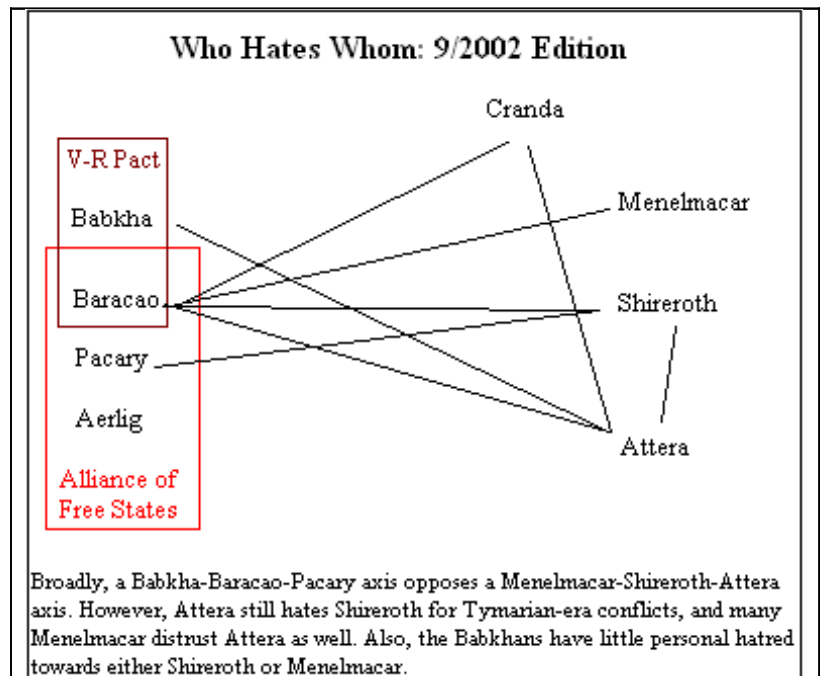 Who Hates Whom: 9/2002 Edition
Cranda
V-R Pact
Menelmacar
Babkha
Baracao
Shireroth
Pacary
Aerlig
Attera
Alliance of
Free States
Broadly, a Babkha-Baracao-Pacary axis opposes a Menelmacar-Shireroth-Attera
axis. However, Attera still hates Shireroth for Tymarian-era conflicts, and many
Menelmacar distrust Attera as well. Also, the Babkhans have little personal hatred
towards either Shireroth or Menelmacar.